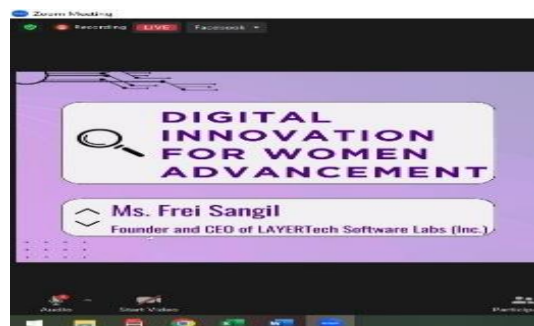 Zoom Meeting
Recording LIVE Facebook
DIGITAL
INNOVATION
FOR WOMEN
ADVANCEMENT
Ms. Frei Sangil
Founder and CEO of LAYERTech Software Labs (Inc.)
Audio Start Video Particip